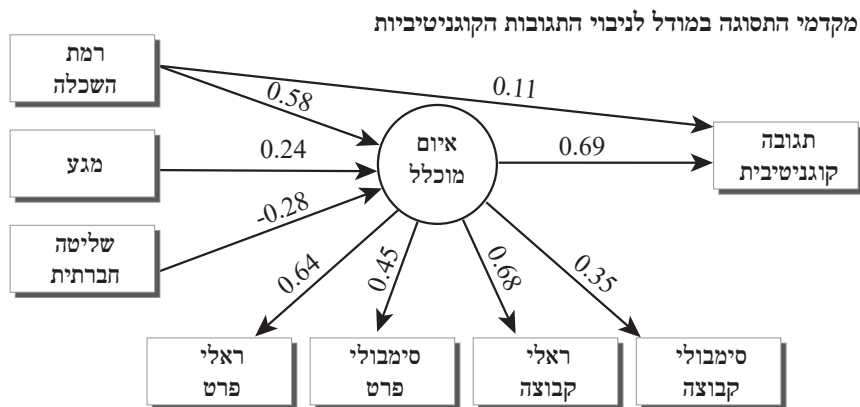 מקדמי התסוגה במודל לניבוי התגובות הקוגניטיביות
רמת
השכלה
0.11
0.58
איום
מוכלל
תגובה
קוגניטיבית
מגע
0.24
0.69
שליטה
חברתית
-0.28
0.64
0.45
0.68
0.35
ראלי
פרט
סימבולי
פרט
ראלי
קבוצה
סימבולי
קבוצה